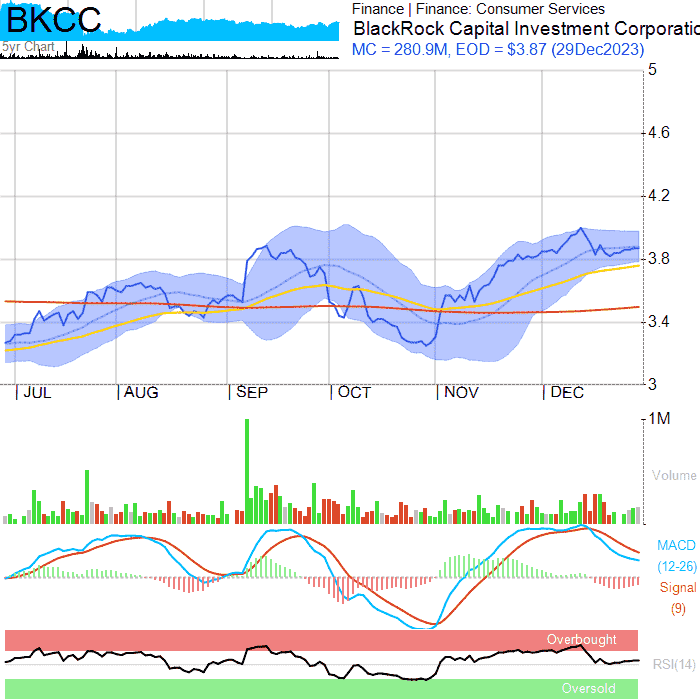 BKCC
5yr Chart
Finance | Finance: Consumer Services
BlackRock Capital Investment Corporatio
MC = 280.9M, EOD = $3.87 (29Dec2023)
5
4.6
4.2
3.8
3.4
3
JUL AUG SEP OCT NOV DEC
1M
Volume
MACD
(12-26)
Signal
(9)
Overbought
RSI(14)
Oversold